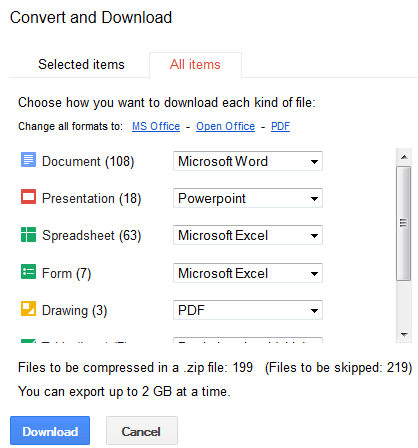 Convert and Download
Selected items All items
Choose how you want to download each kind of file:
Change all formats to: MS Office - Open Office - PDF
Document (108) Microsoft Word
Presentation (18) Powerpoint
Spreadsheet (63) Microsoft Excel
Form (7) Microsoft Excel
Drawing (3) PDF
Files to be compressed in a .zip file: 199 (Files to be skipped: 219)
You can export up to 2 GB at a time.
Download Cancel